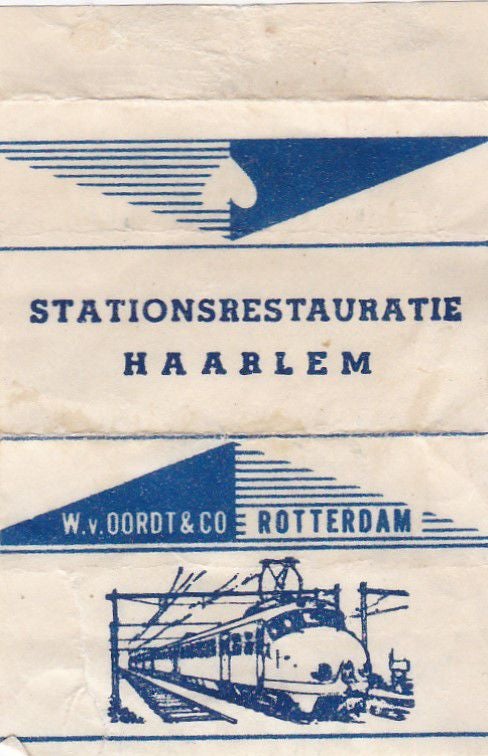 STATIONSRESTAURATIE
HAARLEM
W.v.OORDT & CO ROTTERDAM